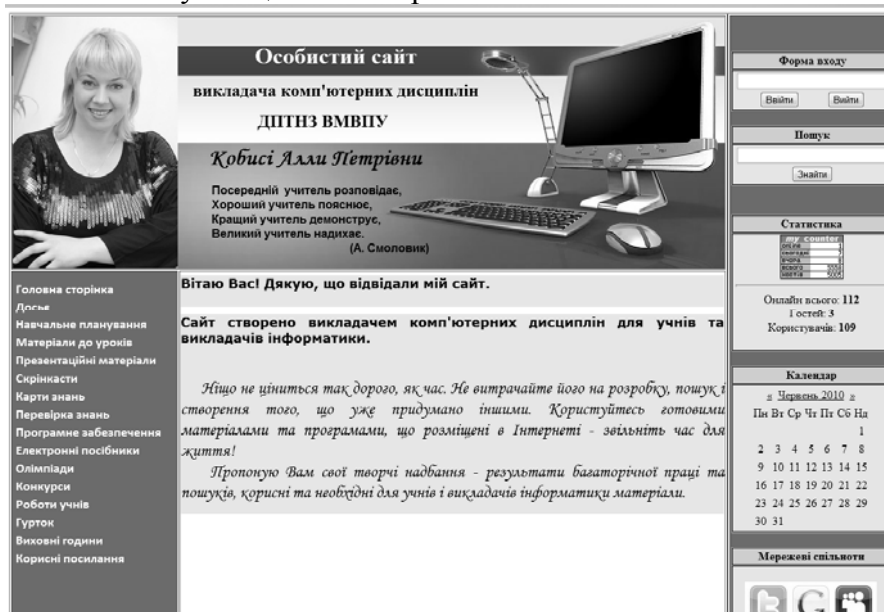 Особистий сайт
викладача комп'ютерних дисциплін
ДПТНЗ ВМВПУ
Кобисі Алли Петрівни
Посередній учитель розповідає,
Хороший учитель пояснює,
Кращий учитель демонструє,
Великий учитель надихає.
(А. Смоловик)
Головна сторінка
Досьє
Навчальне планування
Матеріали до уроків
Презентаційні матеріали
Скрінкасти
Карти знань
Перевірка знань
Програмне забезпечення
Електронні посібники
Олімпіади
Конкурси
Роботи учнів
Гурток
Виховні години
Корисні посилання
Вітаю Вас! Дякую, що відвідали мій сайт.
Сайт створено викладачем комп'ютерних дисциплін для учнів та
викладачів інформатики.
Ніщо не ціниться так дорого, як час. Не витрачайте його на розробку, пошук і
створення того, що уже придумано іншими. Користуйтесь готовими
матеріалами та програмами, що розміщені в Інтернеті - звільніть час для
життя!
Пропоную Вам свої творчі надбання - результати багаторічної праці та
пошуків, корисні та необхідні для учнів і викладачів інформатики матеріали.
Форма входу
Ввійти Вийти
Пошук
Знайти
Статистика
my counter
Онлайн всього: 112
Гостей: 3
Користувачів: 109
Календар
« Червень 2010 »
Пн Вт Ср Чт Пт Сб Нд
1
2 3 4 5 6 7 8
9 10 11 12 13 14 15
16 17 18 19 20 21 22
23 24 25 26 27 28 29
30 31
Мережені спільноти